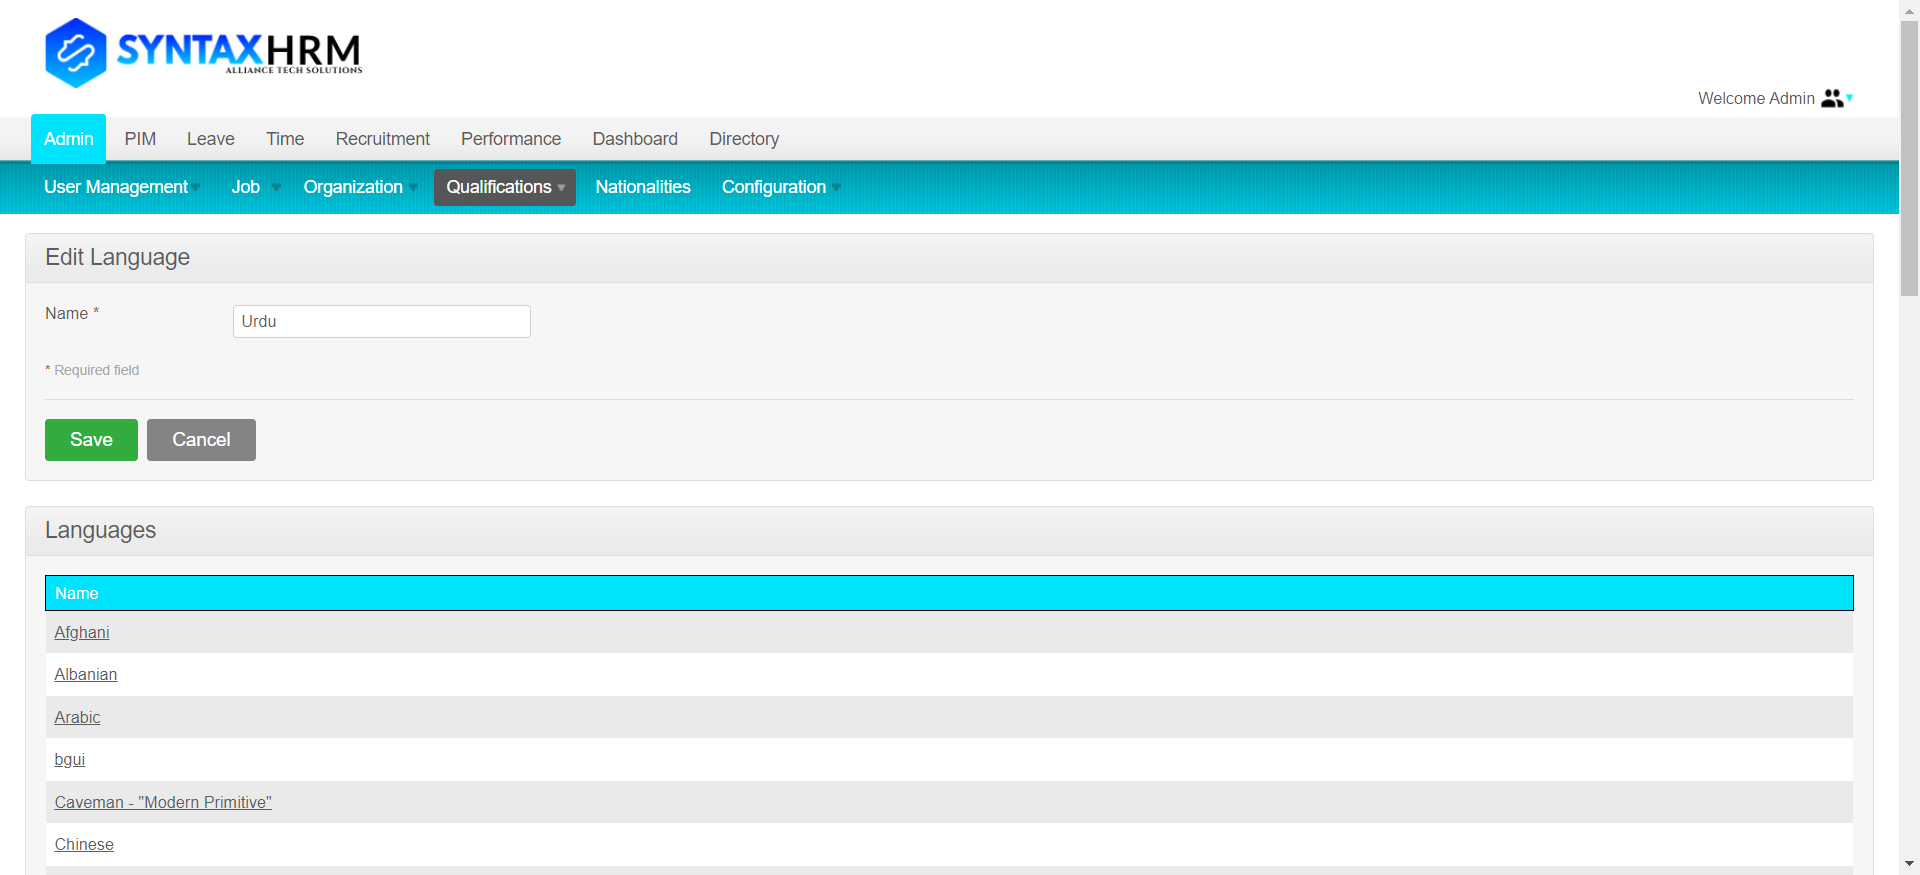 SYNTAXHRM
ALLIANCE TECH SOLUTIONS
Welcome Admin
Admin PIM Leave Time Recruitment Performance Dashboard Directory
User Management Job Organization Qualifications Nationalities Configuration
Edit Language
Name * Urdu
* Required field
Save Cancel
Languages
Name
Afghani
Albanian
Arabic
bgui
Caveman - "Modern Primitive"
Chinese